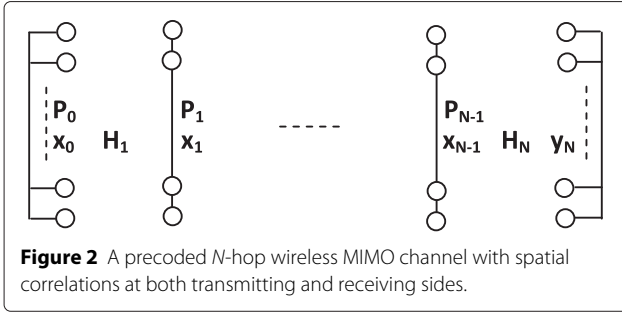 P0 P1 PN-1
x0 H1 x1 xN-1 HN yN
Figure 2 A precoded N-hop wireless MIMO channel with spatial
correlations at both transmitting and receiving sides.